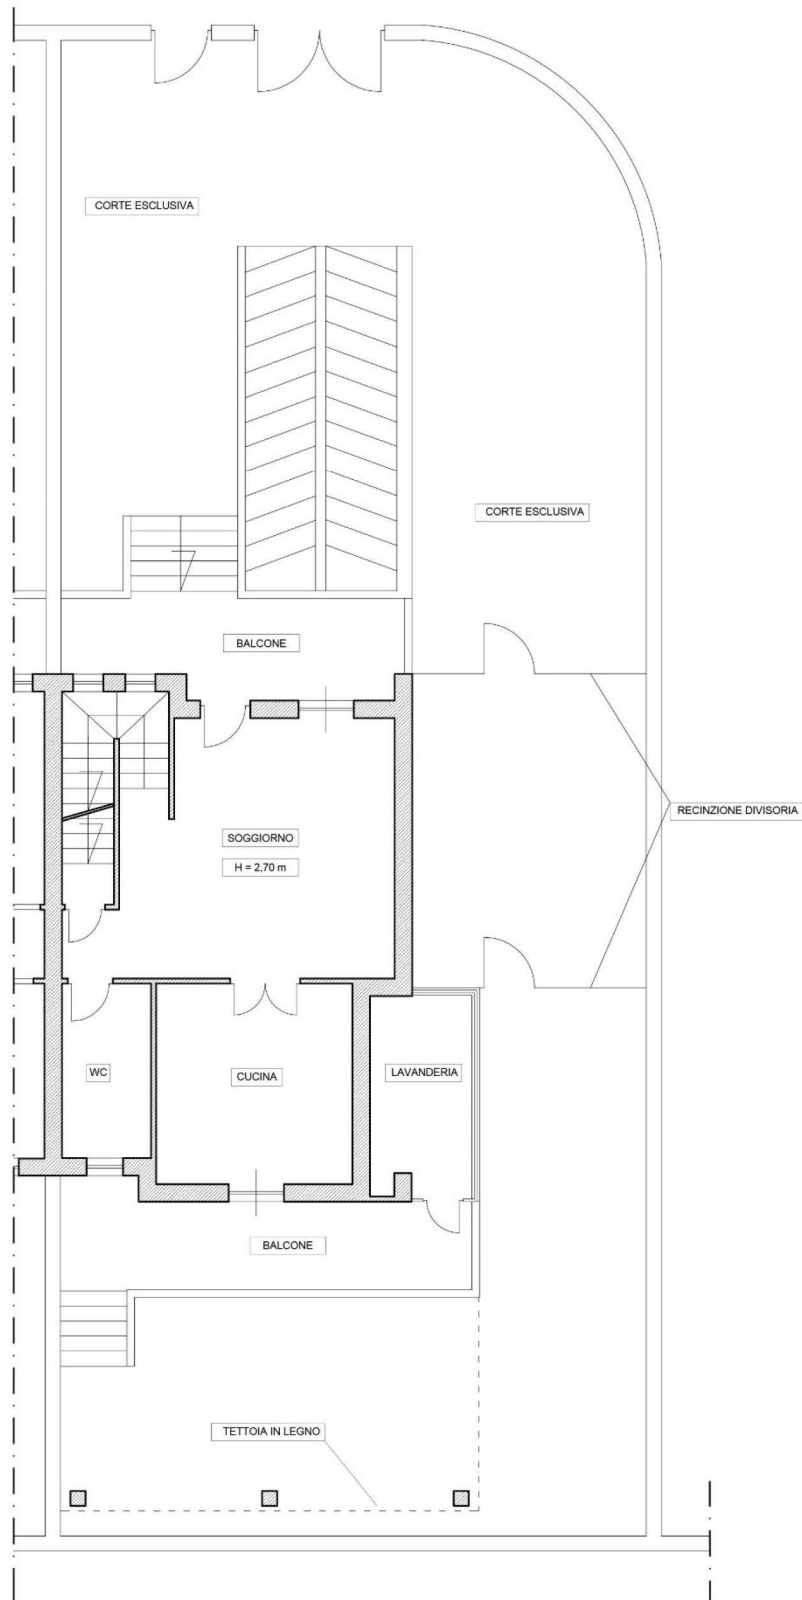 CORTE ESCLUSIVA
CORTE ESCLUSIVA
BALCONE
RECINZIONE DIVISORIA
SOGGIORNO
H = 2,70 m
WC
CUCINA
LAVANDERIA
BALCONE
TETTOIA IN LEGNO